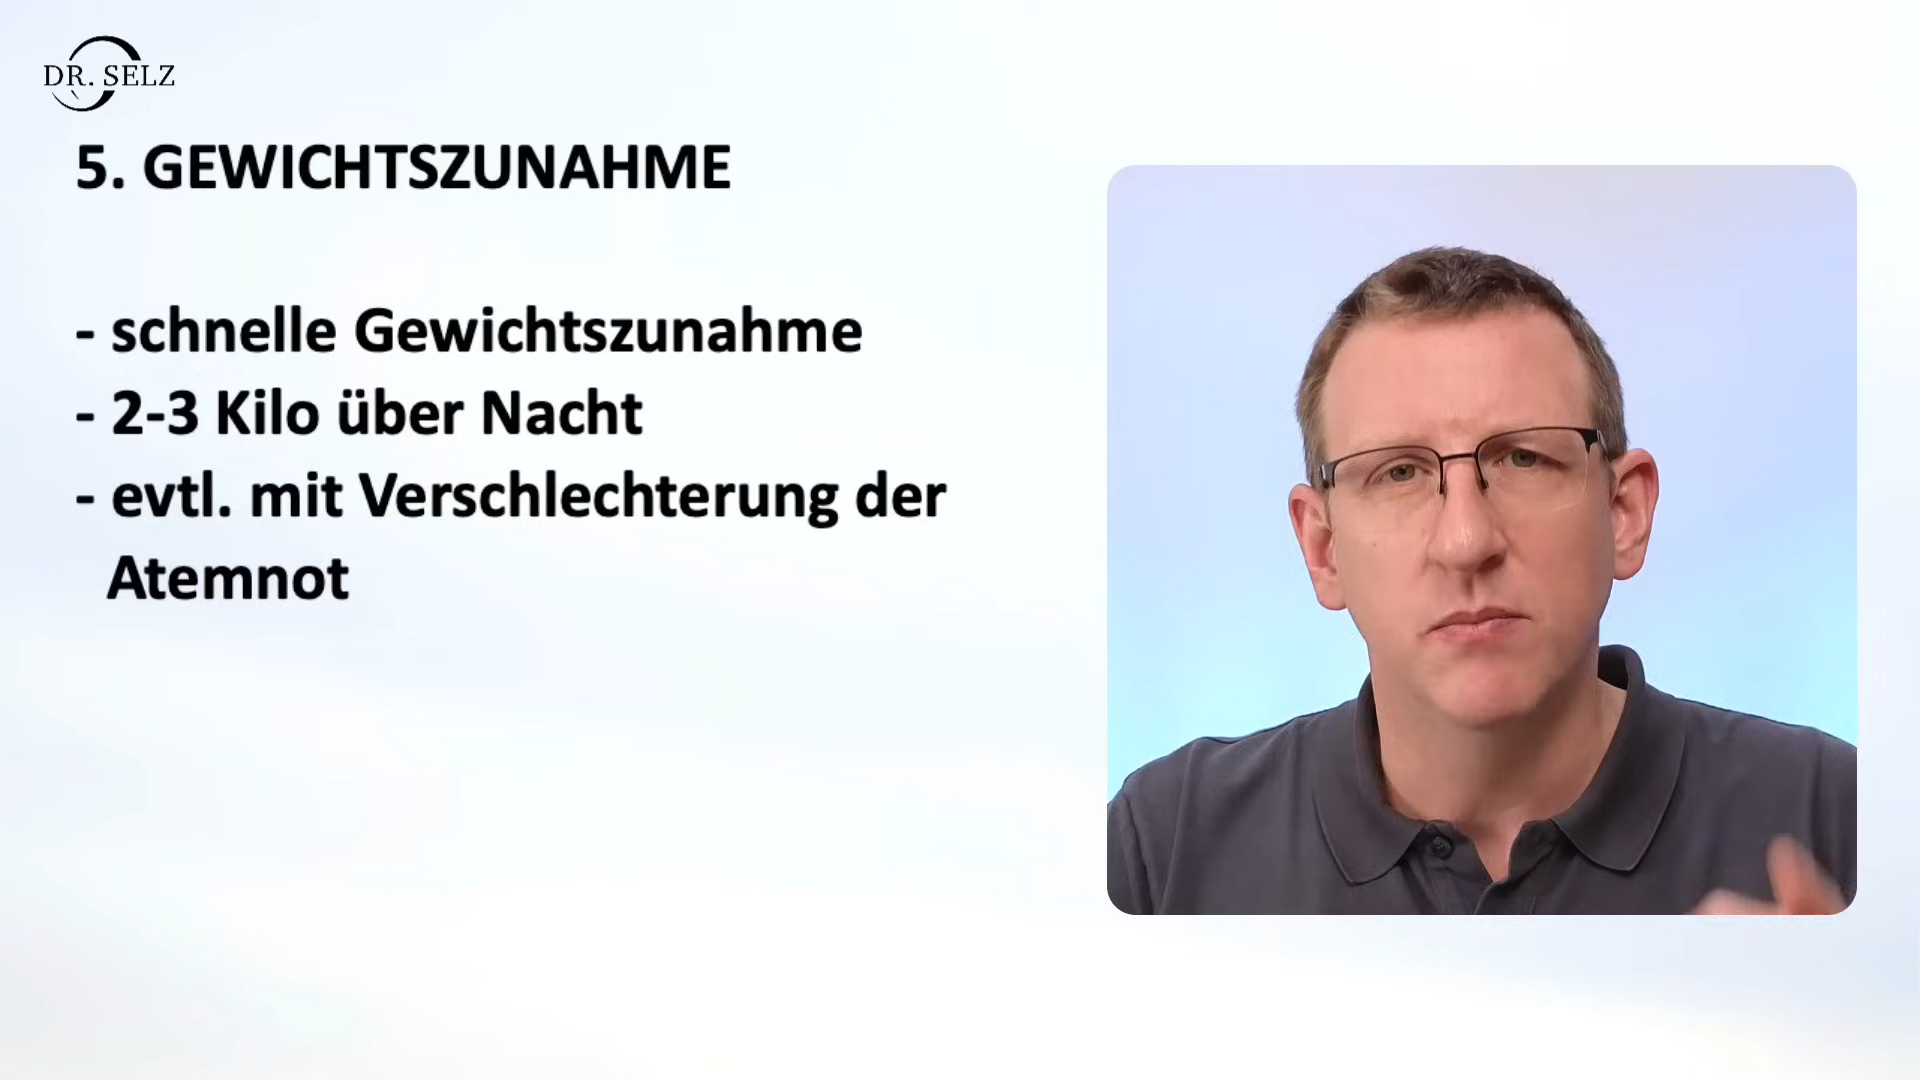 DR. SELZ
5. GEWICHTSZUNAHME
- schnelle Gewichtszunahme
- 2-3 Kilo über Nacht
- evtl. mit Verschlechterung der
Atemnot